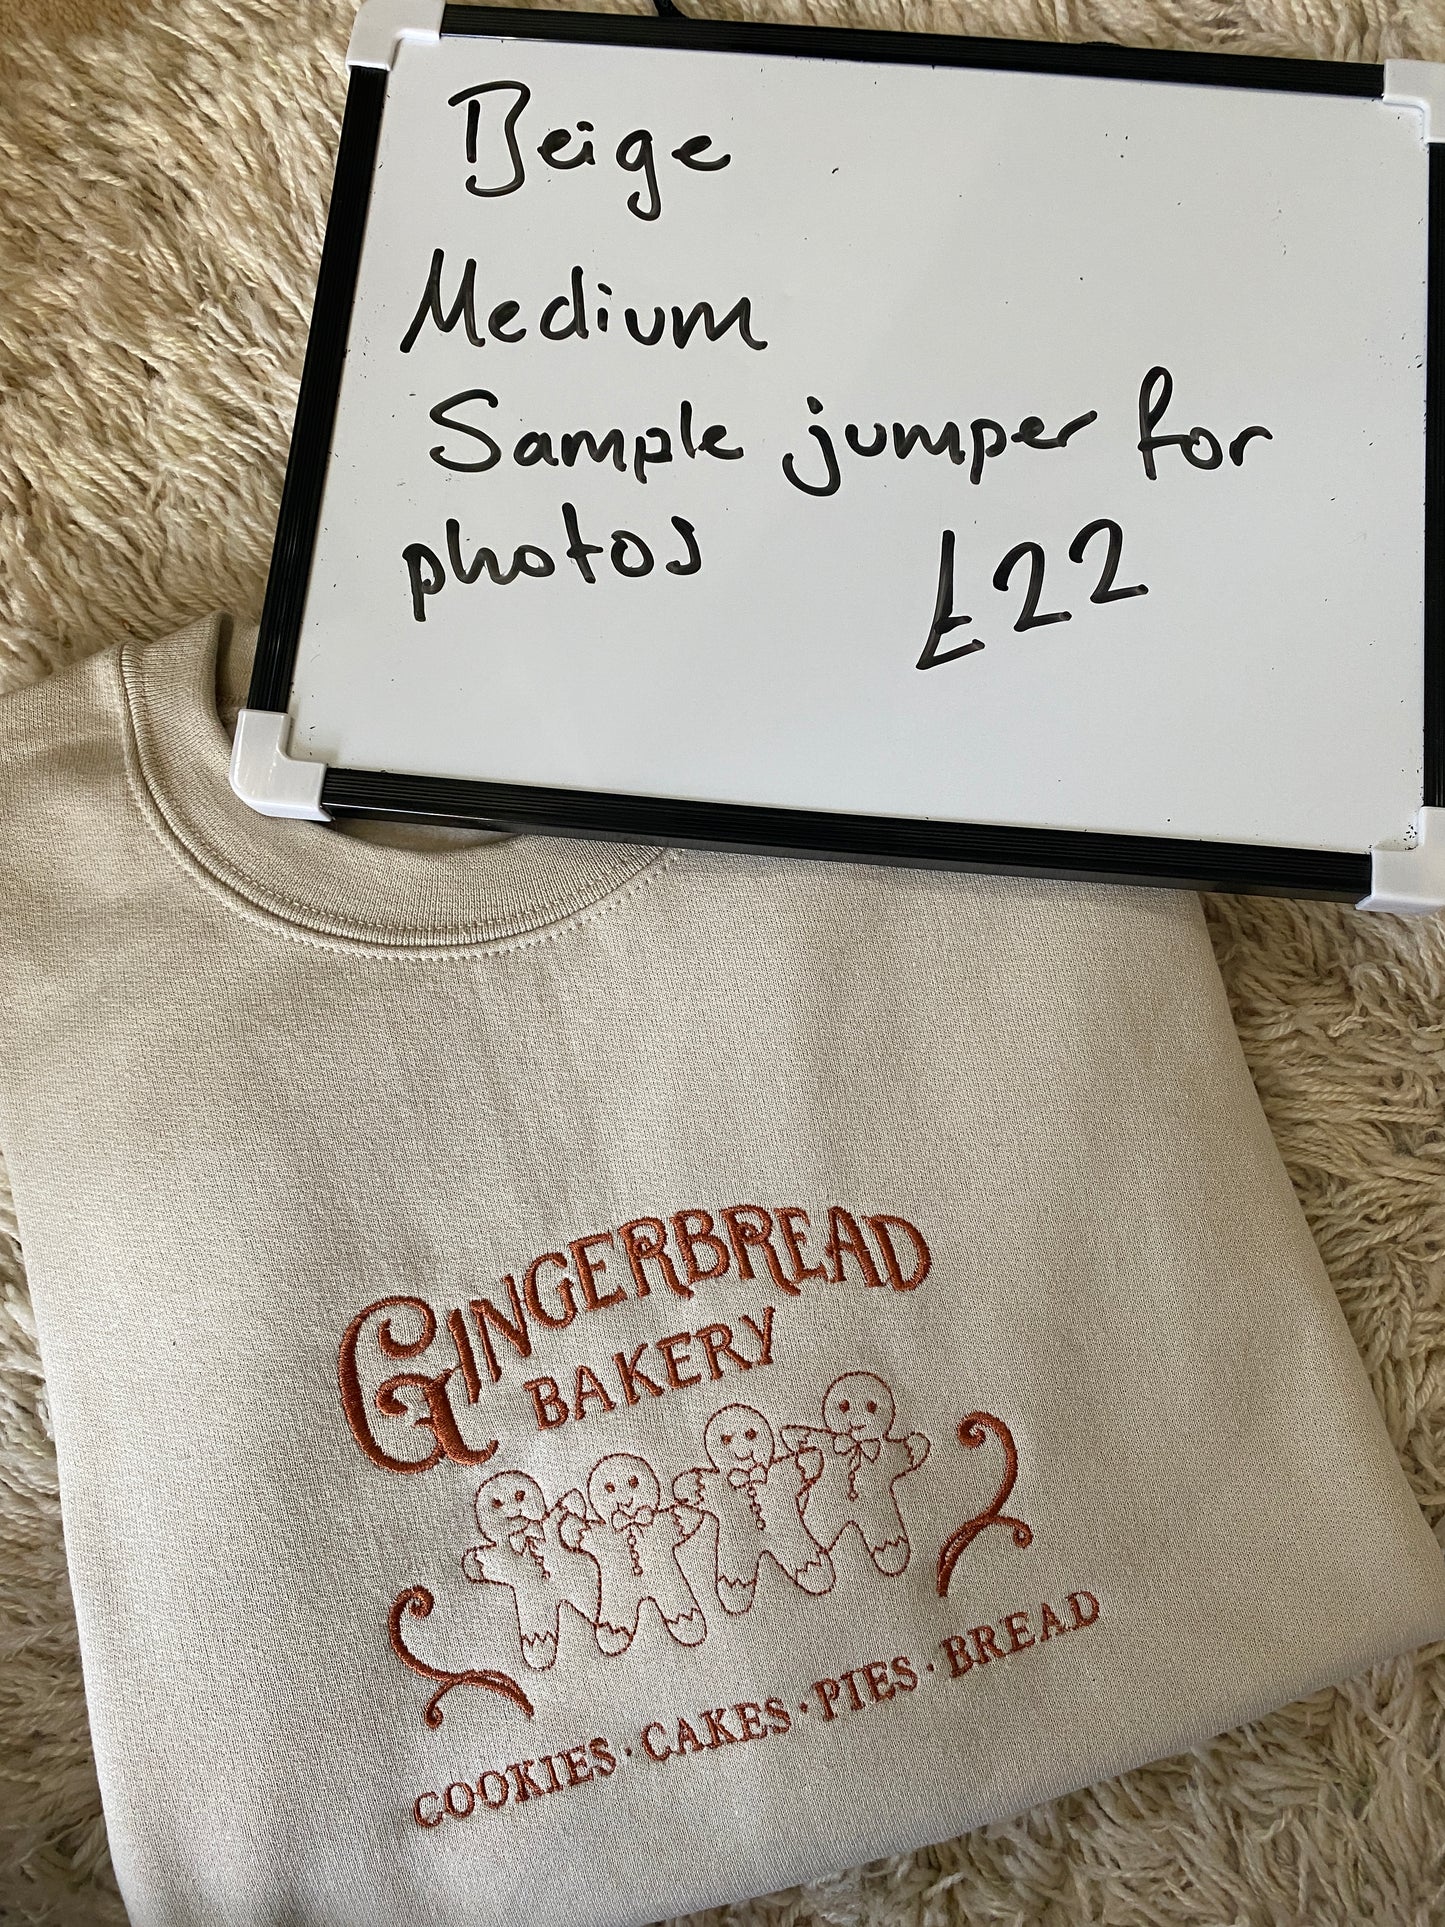 Beige
Medium
Sample jumper for
photos £22
GINGERBREAD
BAKERY
COOKIES · CAKES · PIES · BREAD